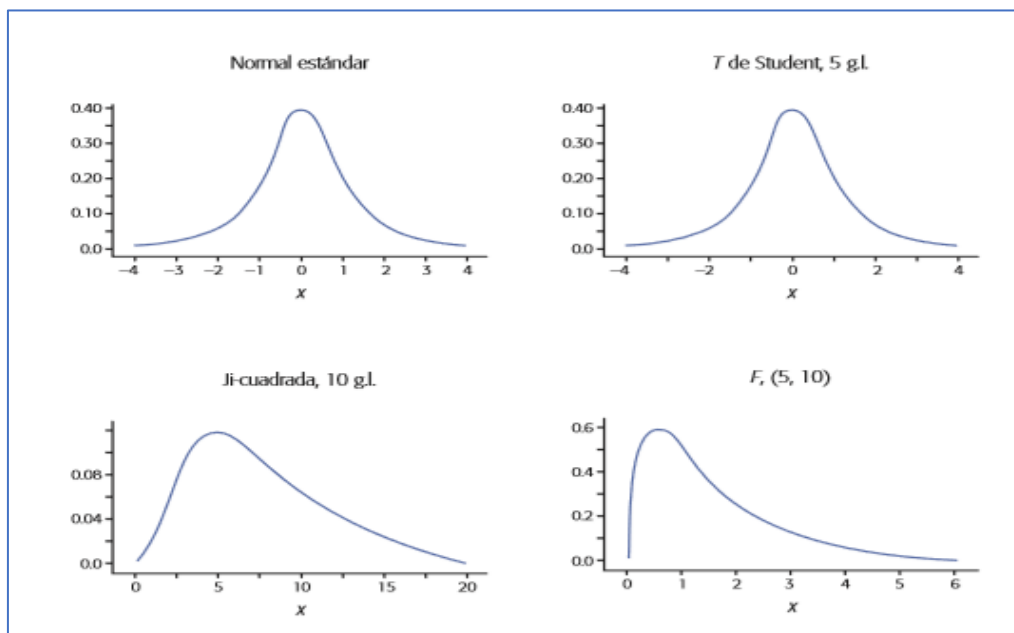 Normal estándar
0.40
0.30
0.20
0.10
0.0
−4 −3 −2 −1 0 1 2 3 4
x
T de Student, 5 g.l.
0.40
0.30
0.20
0.10
0.0
−4 −2 0 2 4
x
Ji-cuadrada, 10 g.l.
0.08
0.04
0.0
0 5 10 15 20
x
F, (5, 10)
0.6
0.4
0.2
0.0
0 1 2 3 4 5 6
x